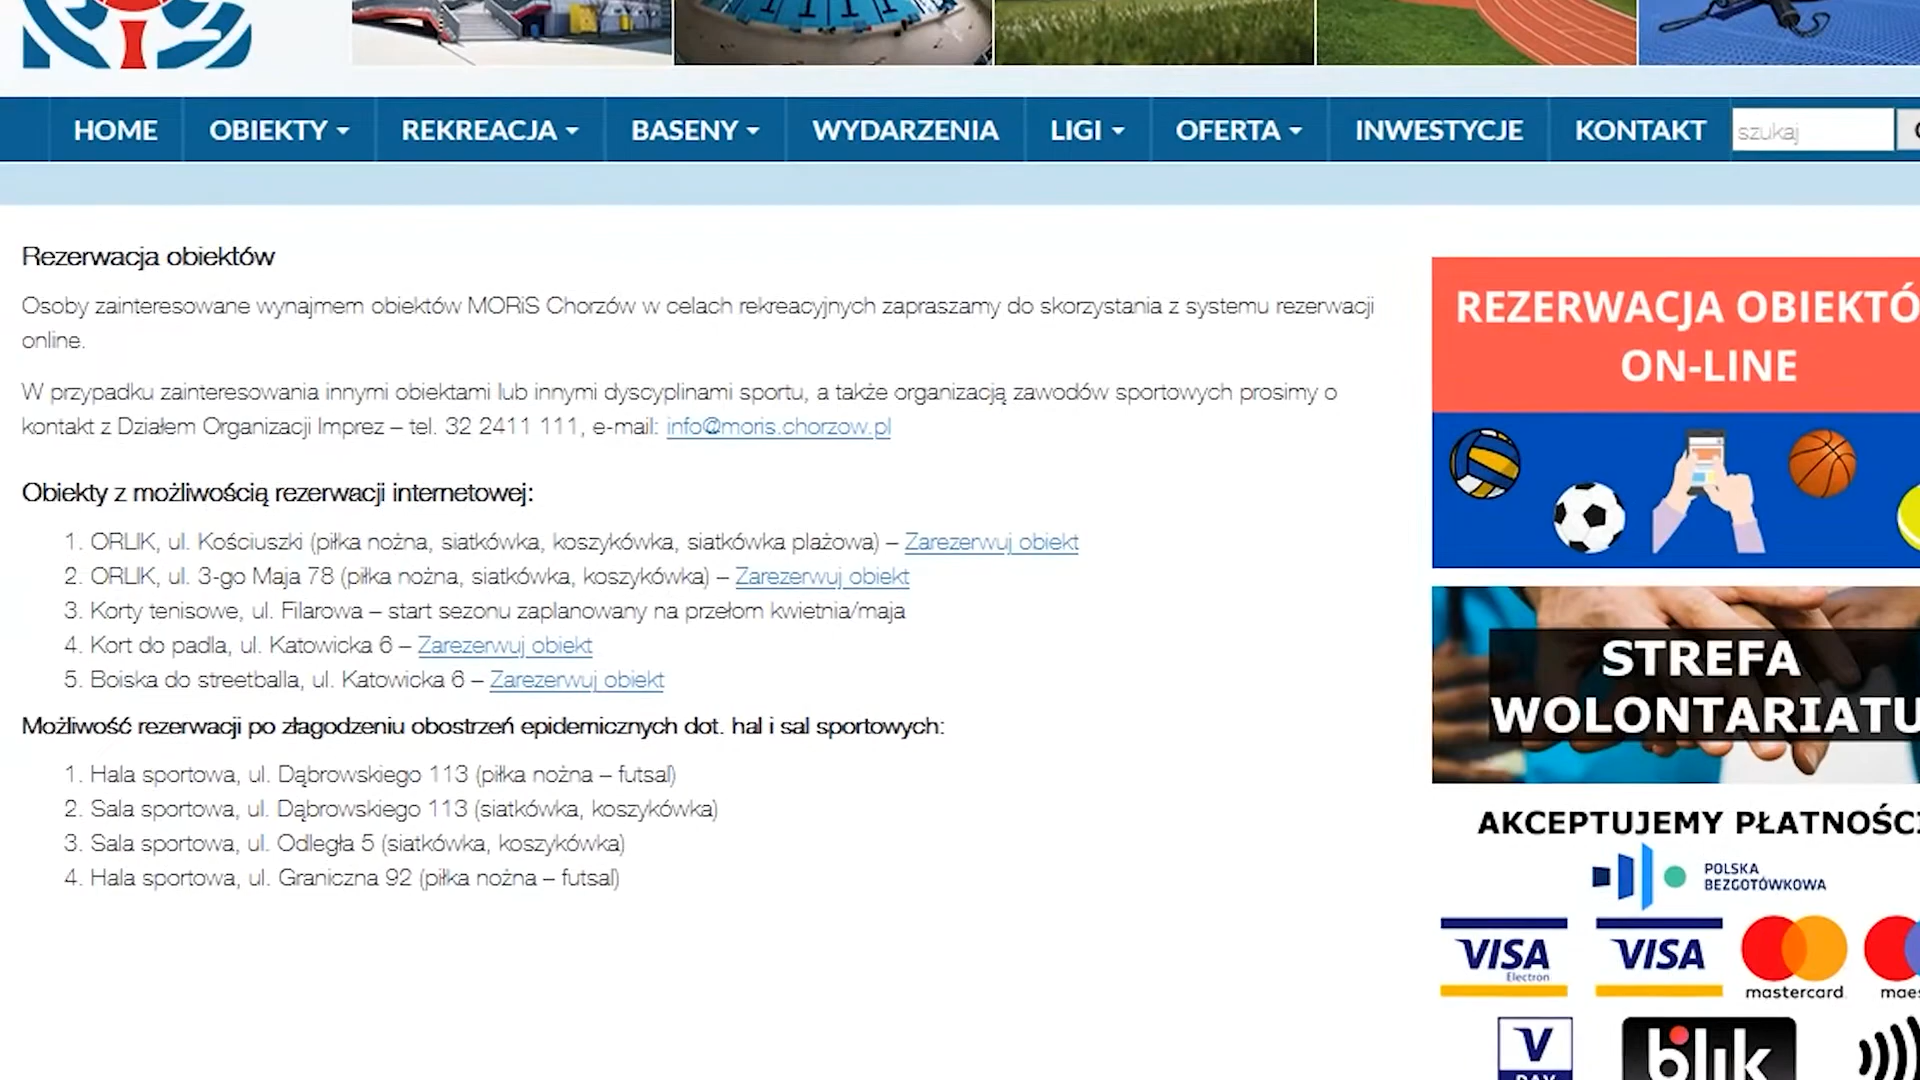 HOME OBIEKTY REKREACJA BASENY WYDARZENIA LIGI OFERTA INWESTYCJE KONTAKT szukaj
Rezerwacja obiektów
Osoby zainteresowane wynajmem obiektów MORiS Chorzów w celach rekreacyjnych zapraszamy do skorzystania z systemu rezerwacji
online.
W przypadku zainteresowania innymi obiektami lub innymi dyscyplinami sportu, a także organizacją zawodów sportowych prosimy o
kontakt z Działem Organizacji Imprez – tel. 32 2411 111, e-mail: info@moris.chorzow.pl
Obiekty z możliwością rezerwacji internetowej:
1. ORLIK, ul. Kościuszki (piłka nożna, siatkówka, koszykówka, siatkówka plażowa) – Zarezerwuj obiekt
2. ORLIK, ul. 3-go Maja 78 (piłka nożna, siatkówka, koszykówka) – Zarezerwuj obiekt
3. Korty tenisowe, ul. Filarowa – start sezonu zaplanowany na przełom kwietnia/maja
4. Kort do padla, ul. Katowicka 6 – Zarezerwuj obiekt
5. Boiska do streetballa, ul. Katowicka 6 – Zarezerwuj obiekt
Możliwość rezerwacji po złagodzeniu obostrzeń epidemicznych dot. hal i sal sportowych:
1. Hala sportowa, ul. Dąbrowskiego 113 (piłka nożna – futsal)
2. Sala sportowa, ul. Dąbrowskiego 113 (siatkówka, koszykówka)
3. Sala sportowa, ul. Odległa 5 (siatkówka, koszykówka)
4. Hala sportowa, ul. Graniczna 92 (piłka nożna – futsal)
REZERWACJA OBIEKTÓ
ON-LINE
STREFA
WOLONTARIATU
AKCEPTUJEMY PŁATNOŚCI
POLSKA
BEZGOTÓWKOWA
VISA Electron
VISA
mastercard
maes
V PAY
blik